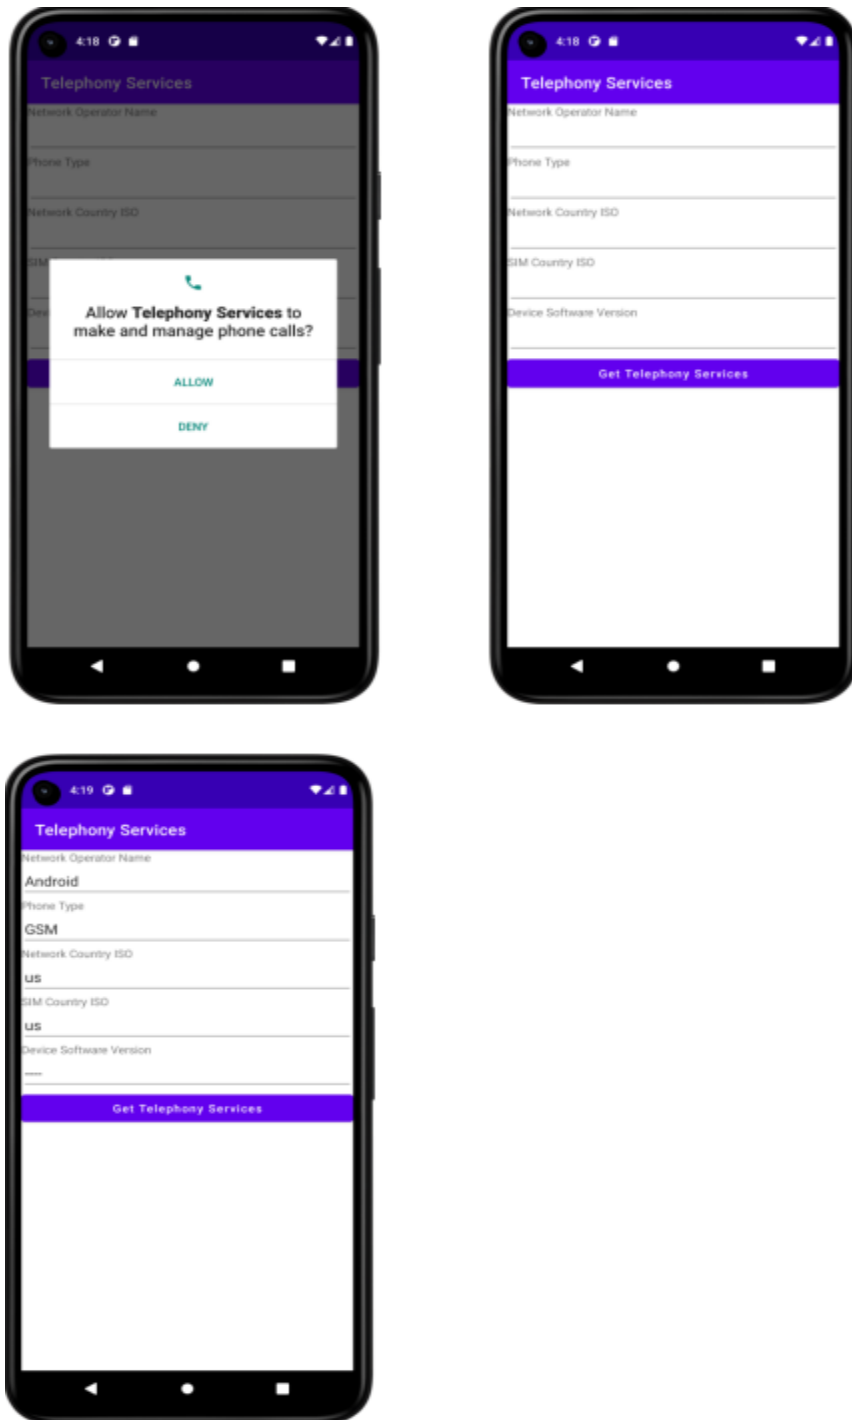 4:18
Telephony Services
Network Operator Name
Phone Type
Network Country ISO
SIM
Allow Telephony Services to
make and manage phone calls?
ALLOW
DENY
4:18
Telephony Services
Network Operator Name
Phone Type
Network Country ISO
SIM Country ISO
Device Software Version
Get Telephony Services
4:19
Telephony Services
Network Operator Name
Android
Phone Type
GSM
Network Country ISO
us
SIM Country ISO
us
Device Software Version
----
Get Telephony Services